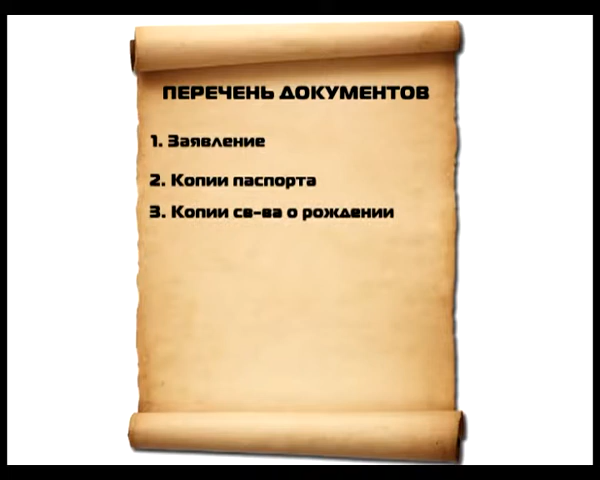 ПЕРЕЧЕНЬ ДОКУМЕНТОВ
1. Заявление
2. Копии паспорта
3. Копии св-ва о рождении